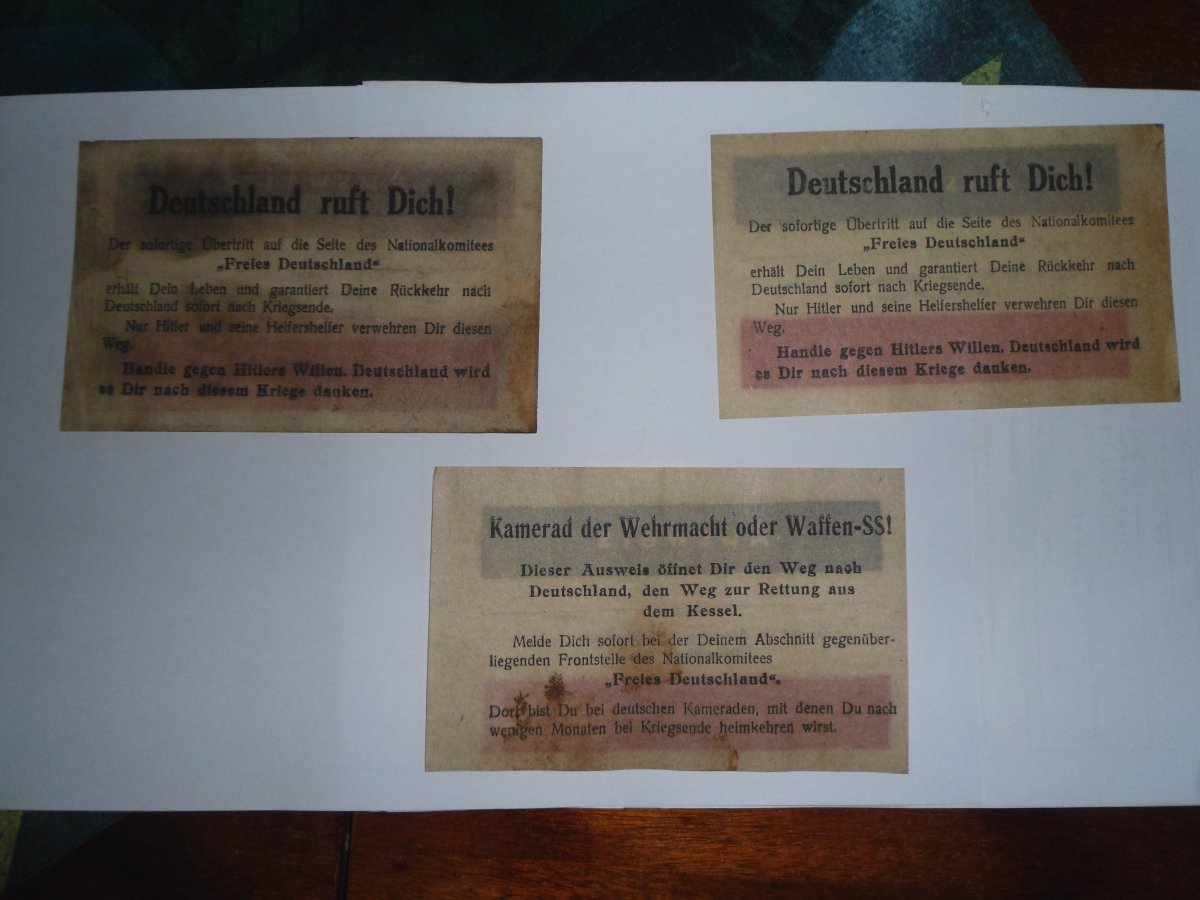 Deutschland ruft Dich!
Der sofortige Übertritt auf die Seite des Nationalkomitees
„Freies Deutschland“
erhält Dein Leben und garantiert Deine Rückkehr nach
Deutschland sofort nach Kriegsende.
Nur Hitler und seine Helfershelfer verwehren Dir diesen
Weg.
Handle gegen Hitlers Willen. Deutschland wird
es Dir nach diesem Kriege danken.
Deutschland ruft Dich!
Der sofortige Übertritt auf die Seite des Nationalkomitees
„Freies Deutschland“
erhält Dein Leben und garantiert Deine Rückkehr nach
Deutschland sofort nach Kriegsende.
Nur Hitler und seine Helfershelfer verwehren Dir diesen
Weg.
Handle gegen Hitlers Willen. Deutschland wird
es Dir nach diesem Kriege danken.
Kamerad der Wehrmacht oder Waffen-SS!
Dieser Ausweis öffnet Dir den Weg nach
Deutschland, den Weg zur Rettung aus
dem Kessel.
Melde Dich sofort bei der Deinem Abschnitt gegenüber-
liegenden Frontstelle des Nationalkomitees
„Freies Deutschland“.
Dort bist Du bei deutschen Kameraden, mit denen Du nach
wenigen Monaten bei Kriegsende heimkehren wirst.